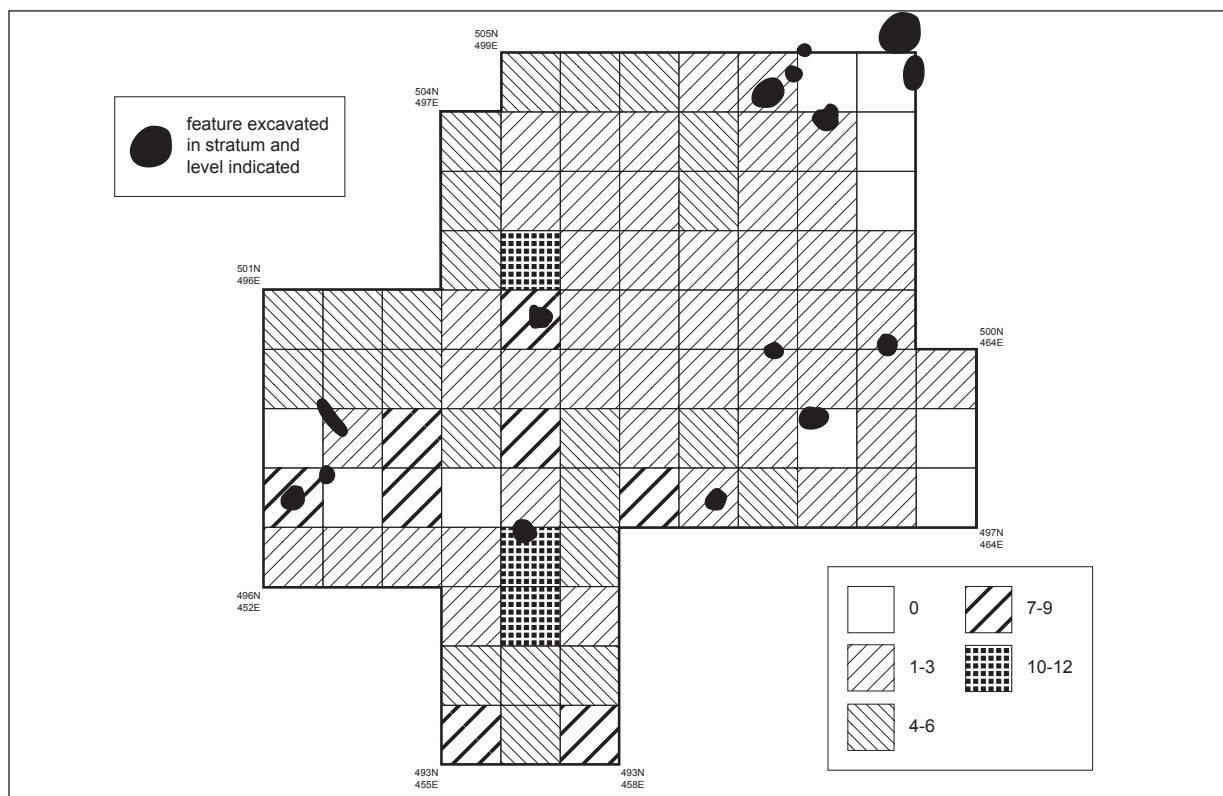 505N
499E
504N
497E
feature excavated
in stratum and
level indicated
501N
496E
500N
464E
497N
464E
496N
452E
0
7-9
1-3
10-12
4-6
493N
455E
493N
458E